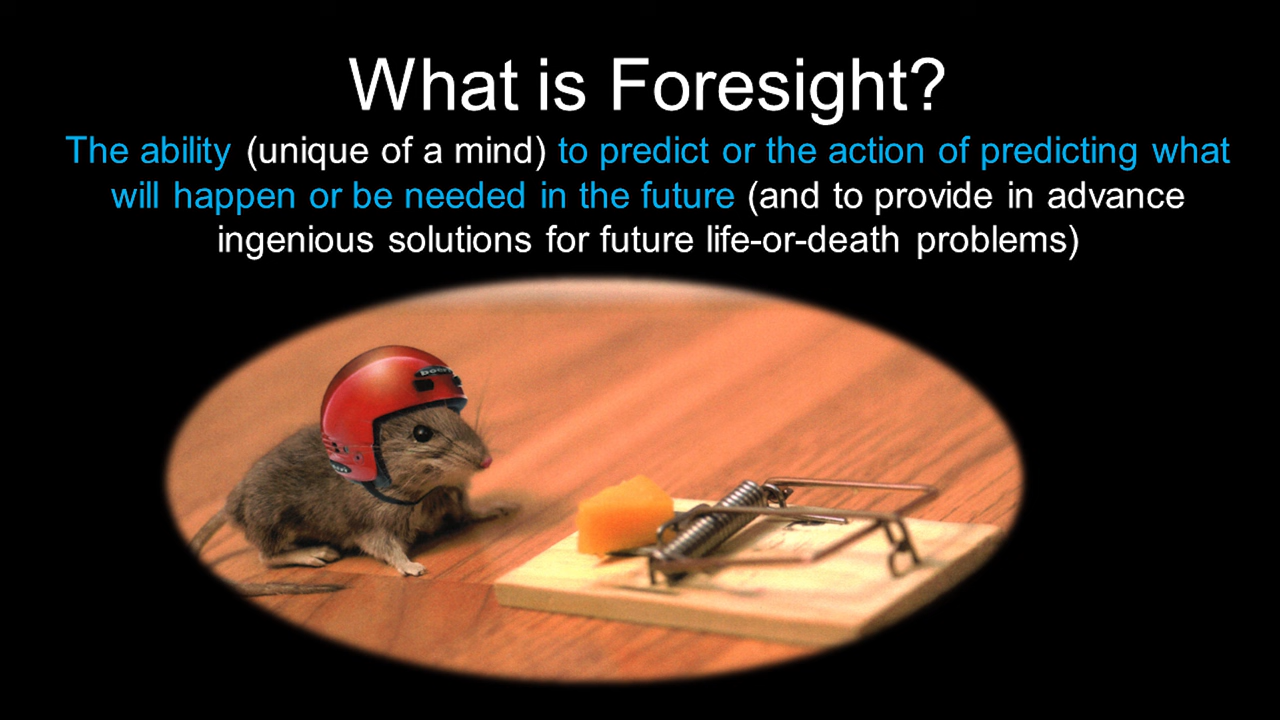 What is Foresight?
The ability (unique of a mind) to predict or the action of predicting what
will happen or be needed in the future (and to provide in advance
ingenious solutions for future life-or-death problems)